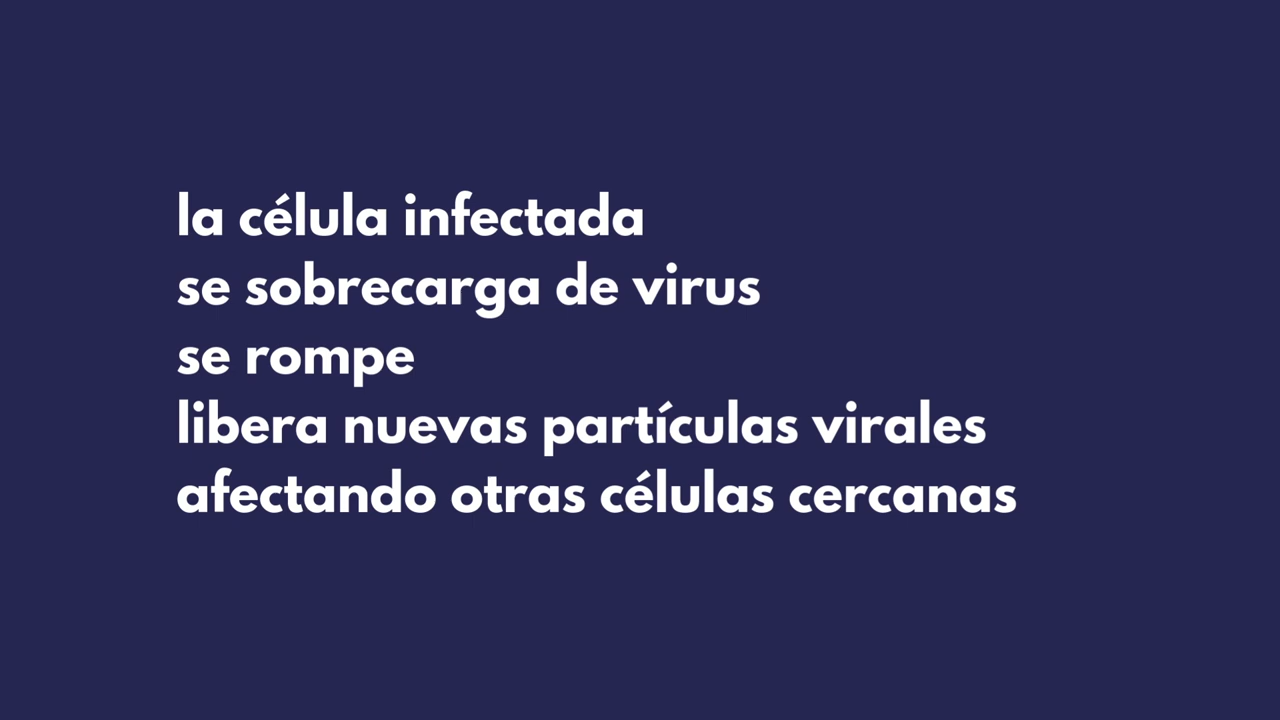 la célula infectada
se sobrecarga de virus
se rompe
libera nuevas partículas virales
afectando otras células cercanas